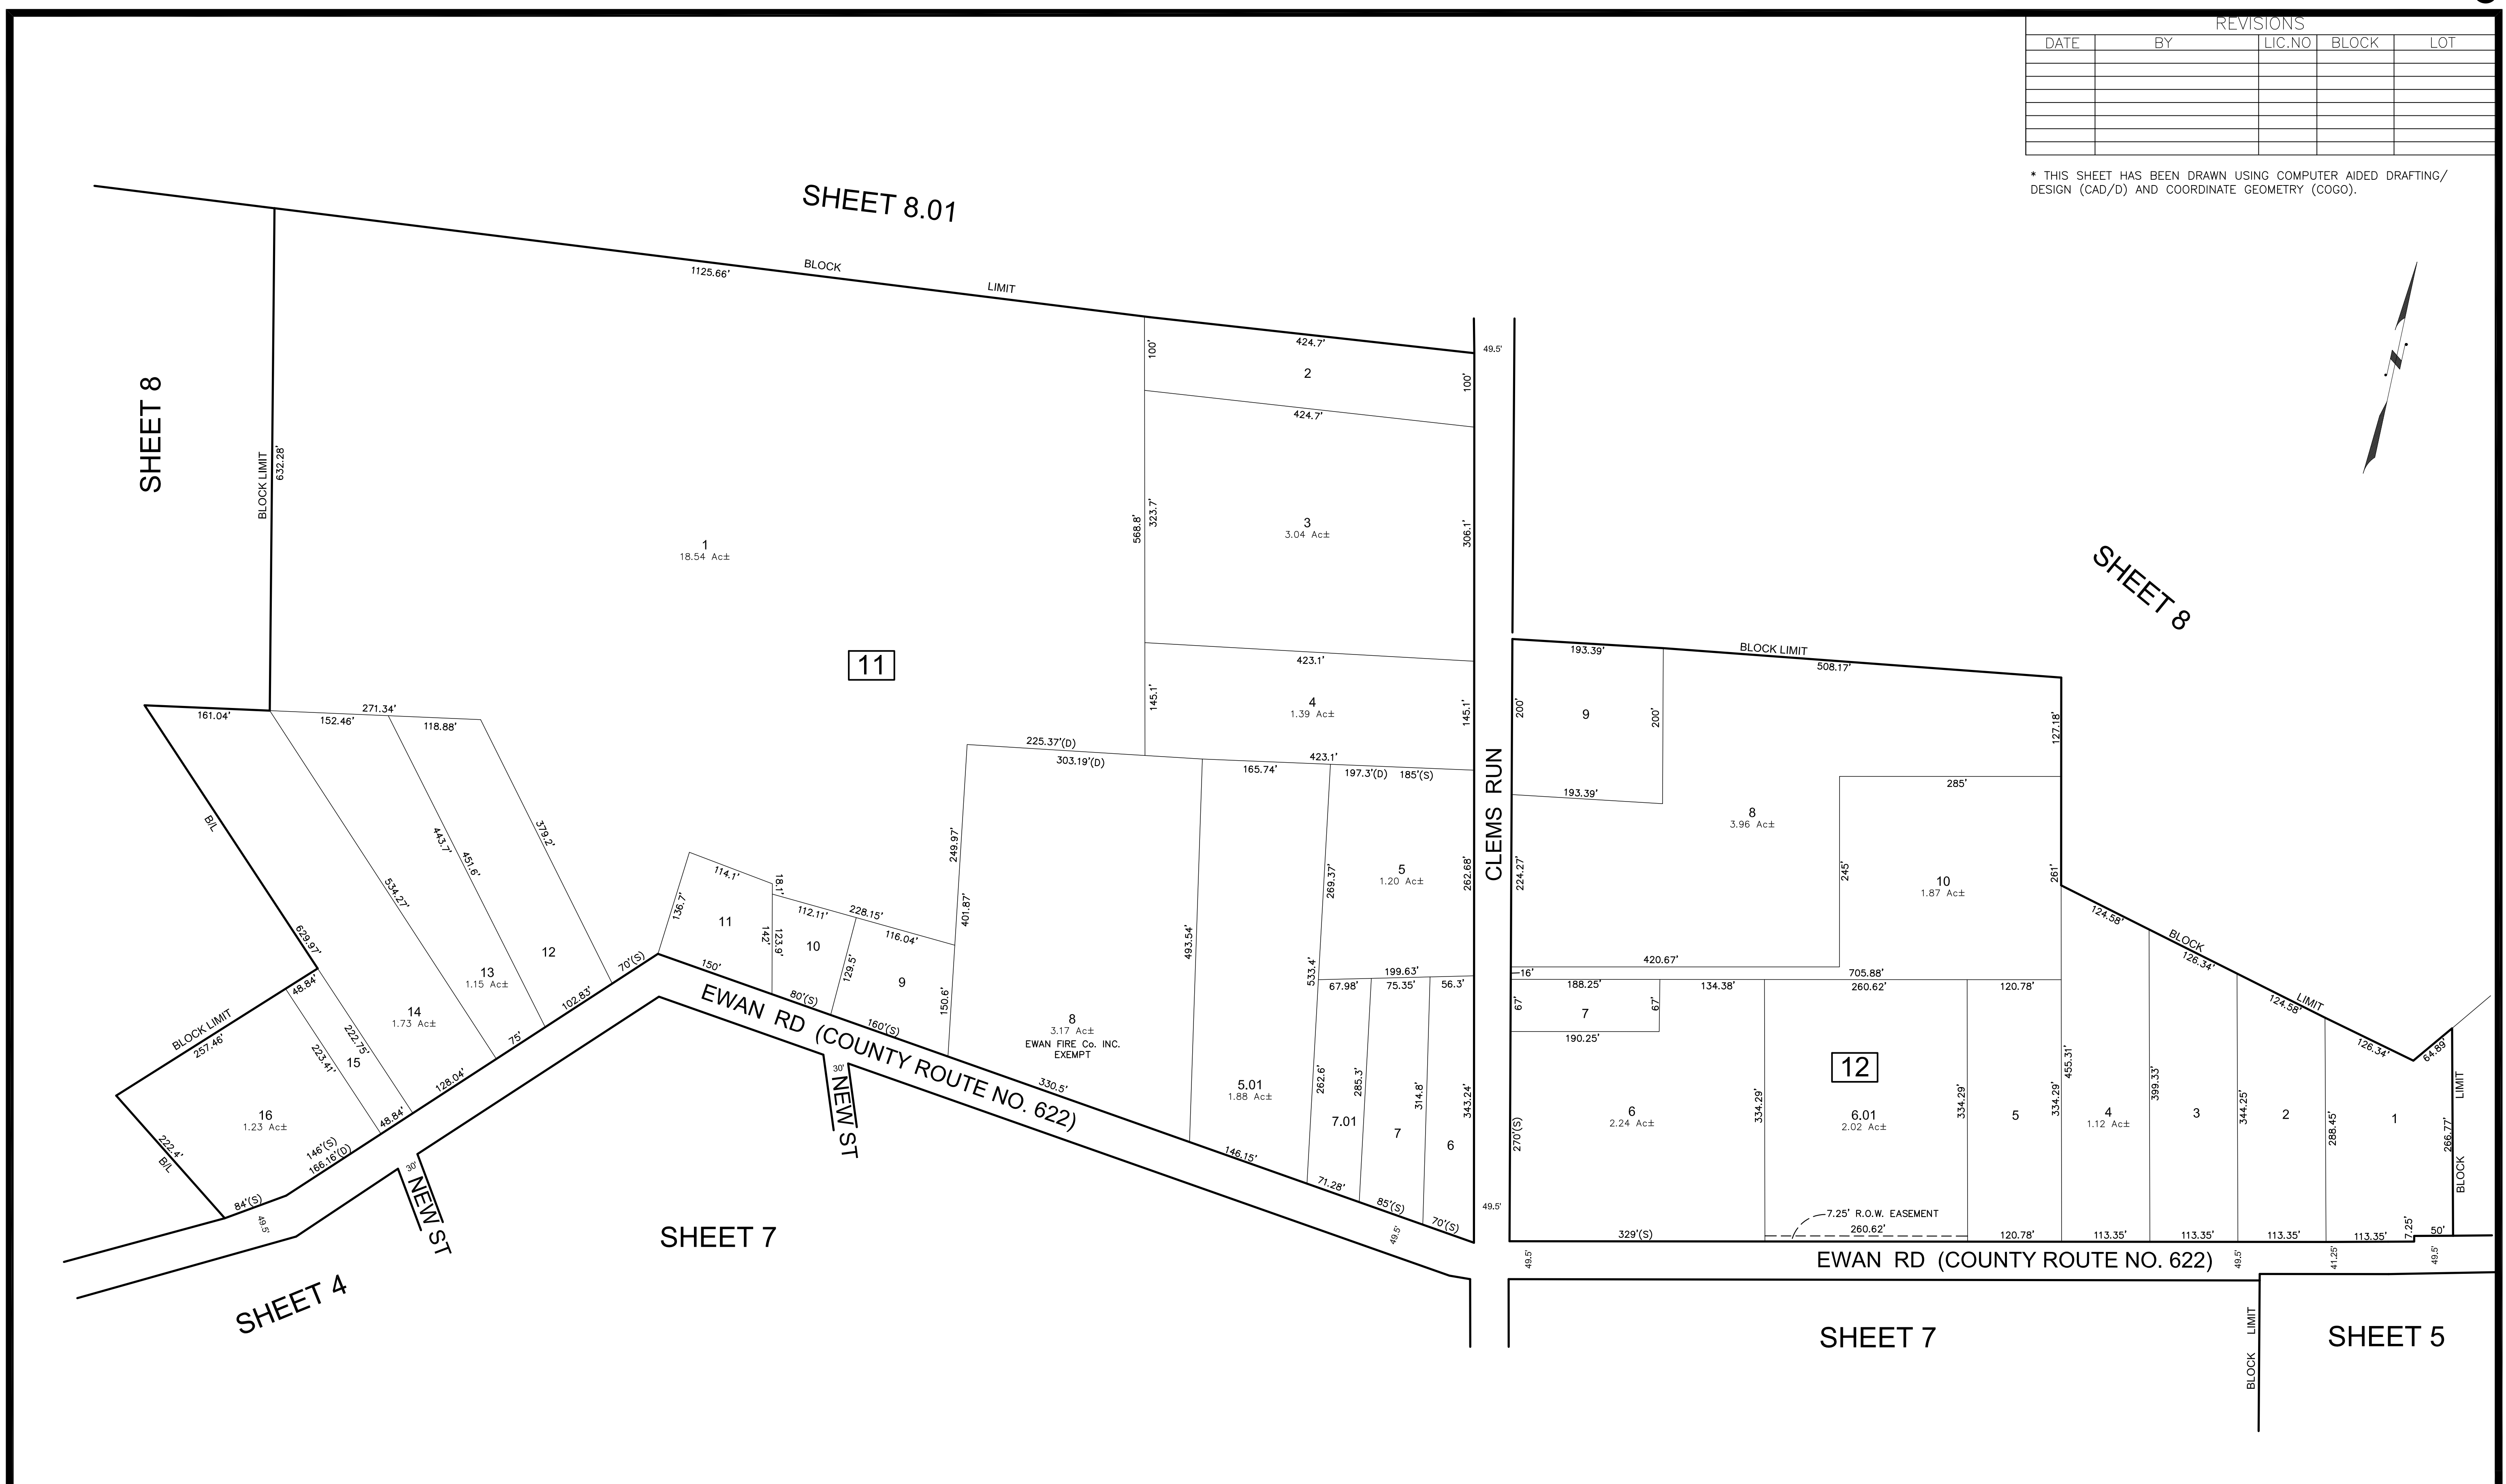 REVISIONS
DATE BY LIC.NO BLOCK LOT
* THIS SHEET HAS BEEN DRAWN USING COMPUTER AIDED DRAFTING/
DESIGN (CAD/D) AND COORDINATE GEOMETRY (COGO).
SHEET 8.01
BLOCK LIMIT
1125.66'
SHEET 8
BLOCK LIMIT
632.28'
1
18.54 Ac±
11
424.7'
100'
2
100'
424.7'
49.5'
568.8'
323.7'
3
3.04 Ac±
306.1'
423.1'
145.1'
4
1.39 Ac±
145.1'
423.1'
N
SHEET 8
161.04'
271.34'
152.46'
118.88'
B/L
629.97'
534.27'
443.7'
451.6'
379.2'
12
13
1.15 Ac±
14
1.73 Ac±
15
16
1.23 Ac±
BLOCK LIMIT
257.46'
48.84'
222.75'
223.41'
222.4'
B/L
84'(S)
146'(S)
166.16'(D)
48.84'
128.04'
75'
102.83'
70'(S)
49.5'
30'
NEW ST
136.7'
114.1'
18.1'
11
142'
123.9'
112.11'
228.15'
10
129.5'
116.04'
9
150.6'
150'
80'(S)
160'(S)
249.97'
401.87'
225.37'(D)
303.19'(D)
8
3.17 Ac±
EWAN FIRE Co. INC.
EXEMPT
330.5'
493.54'
165.74'
5.01
1.88 Ac±
146.15'
197.3'(D) 185'(S)
269.37'
533.4'
5
1.20 Ac±
262.68'
199.63'
67.98'
75.35'
56.3'
262.6'
7.01
285.3'
7
314.8'
6
343.24'
71.28'
85'(S)
70'(S)
49.5'
EWAN RD (COUNTY ROUTE NO. 622)
30'
NEW ST
CLEMS RUN
49.5'
193.39'
BLOCK LIMIT
508.17'
200'
9
200'
193.39'
127.18'
8
3.96 Ac±
285'
245'
10
1.87 Ac±
261'
224.27'
420.67'
16'
705.88'
188.25'
134.38'
260.62'
120.78'
67'
7
67'
190.25'
12
6
2.24 Ac±
270'(S)
334.29'
6.01
2.02 Ac±
334.29'
5
334.29'
455.31'
4
1.12 Ac±
399.33'
3
344.25'
2
288.45'
1
266.77'
BLOCK LIMIT
124.58'
BLOCK
126.34'
LIMIT
124.58'
126.34'
64.89'
7.25' R.O.W. EASEMENT
329'(S)
260.62'
120.78'
113.35'
113.35'
113.35'
113.35'
7.25'
50'
49.5'
EWAN RD (COUNTY ROUTE NO. 622)
49.5'
41.25'
49.5'
SHEET 4
SHEET 7
SHEET 7
BLOCK LIMIT
SHEET 5